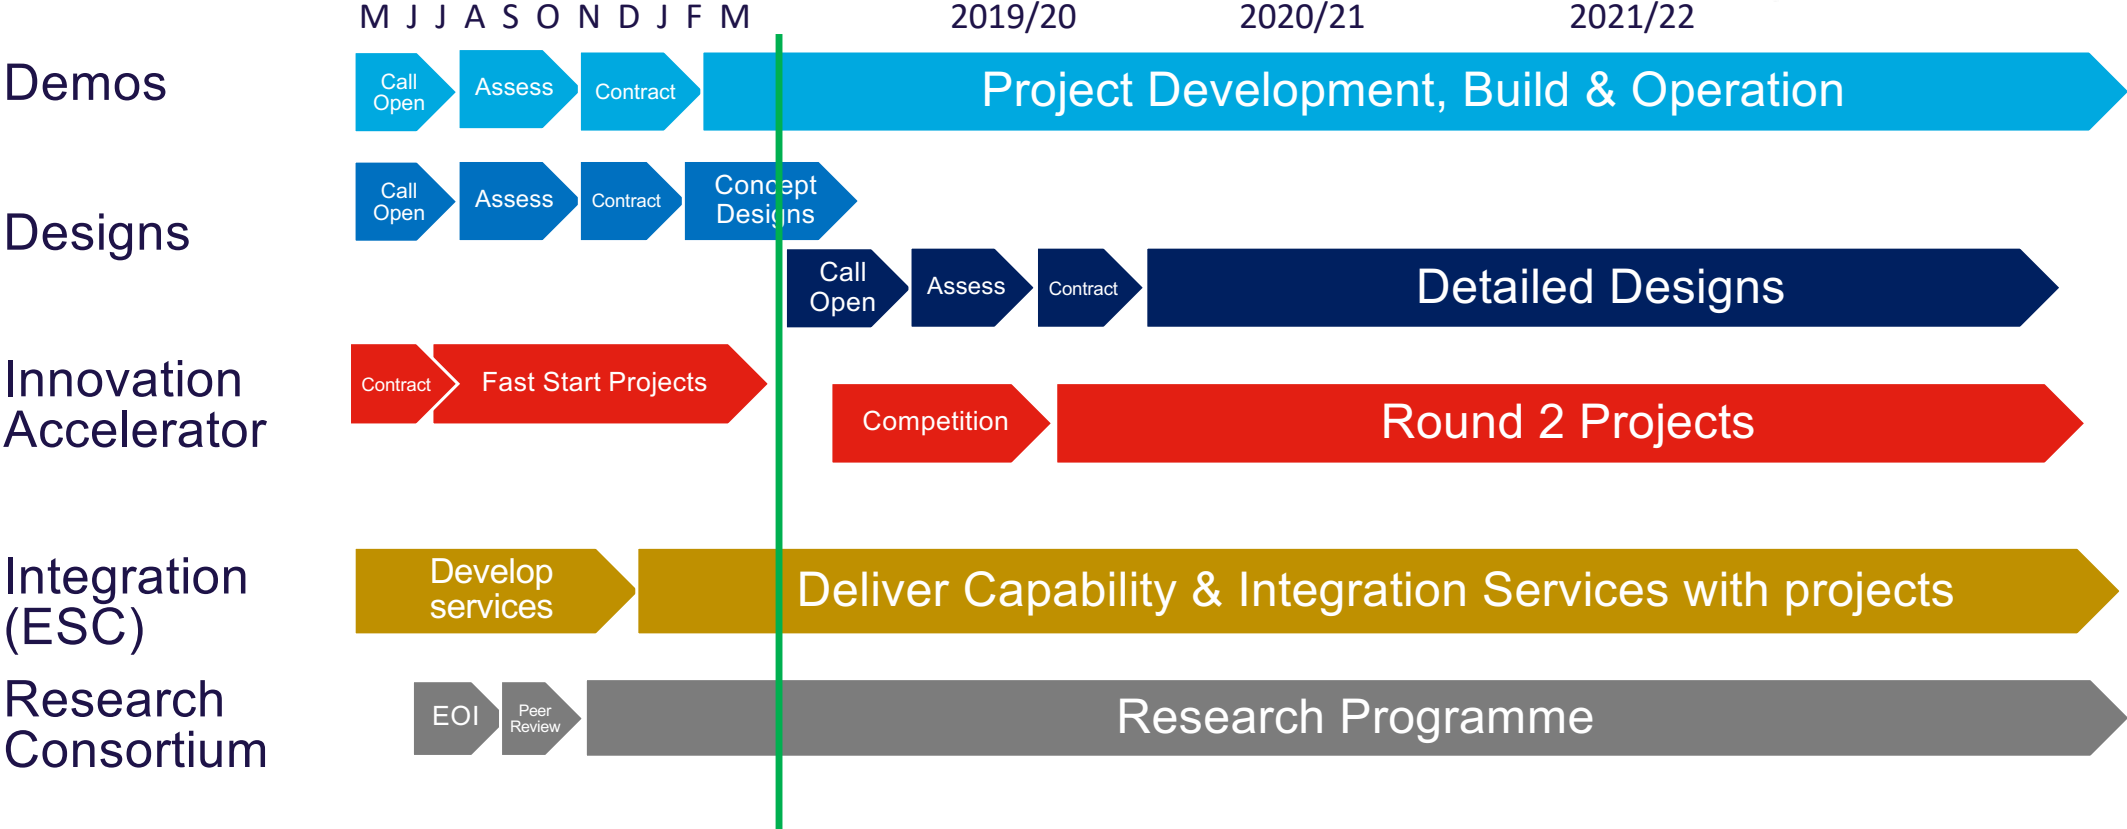 M J J A S O N D J F M 2019/20 2020/21 2021/22
Demos
Call
Open
Assess
Contract
Project Development, Build & Operation
Designs
Call
Open
Assess
Contract
Concept
Designs
Call
Open
Assess
Contract
Detailed Designs
Innovation
Accelerator
Contract
Fast Start Projects
Competition
Round 2 Projects
Integration
(ESC)
Develop
services
Deliver Capability & Integration Services with projects
Research
Consortium
EOI
Peer
Review
Research Programme